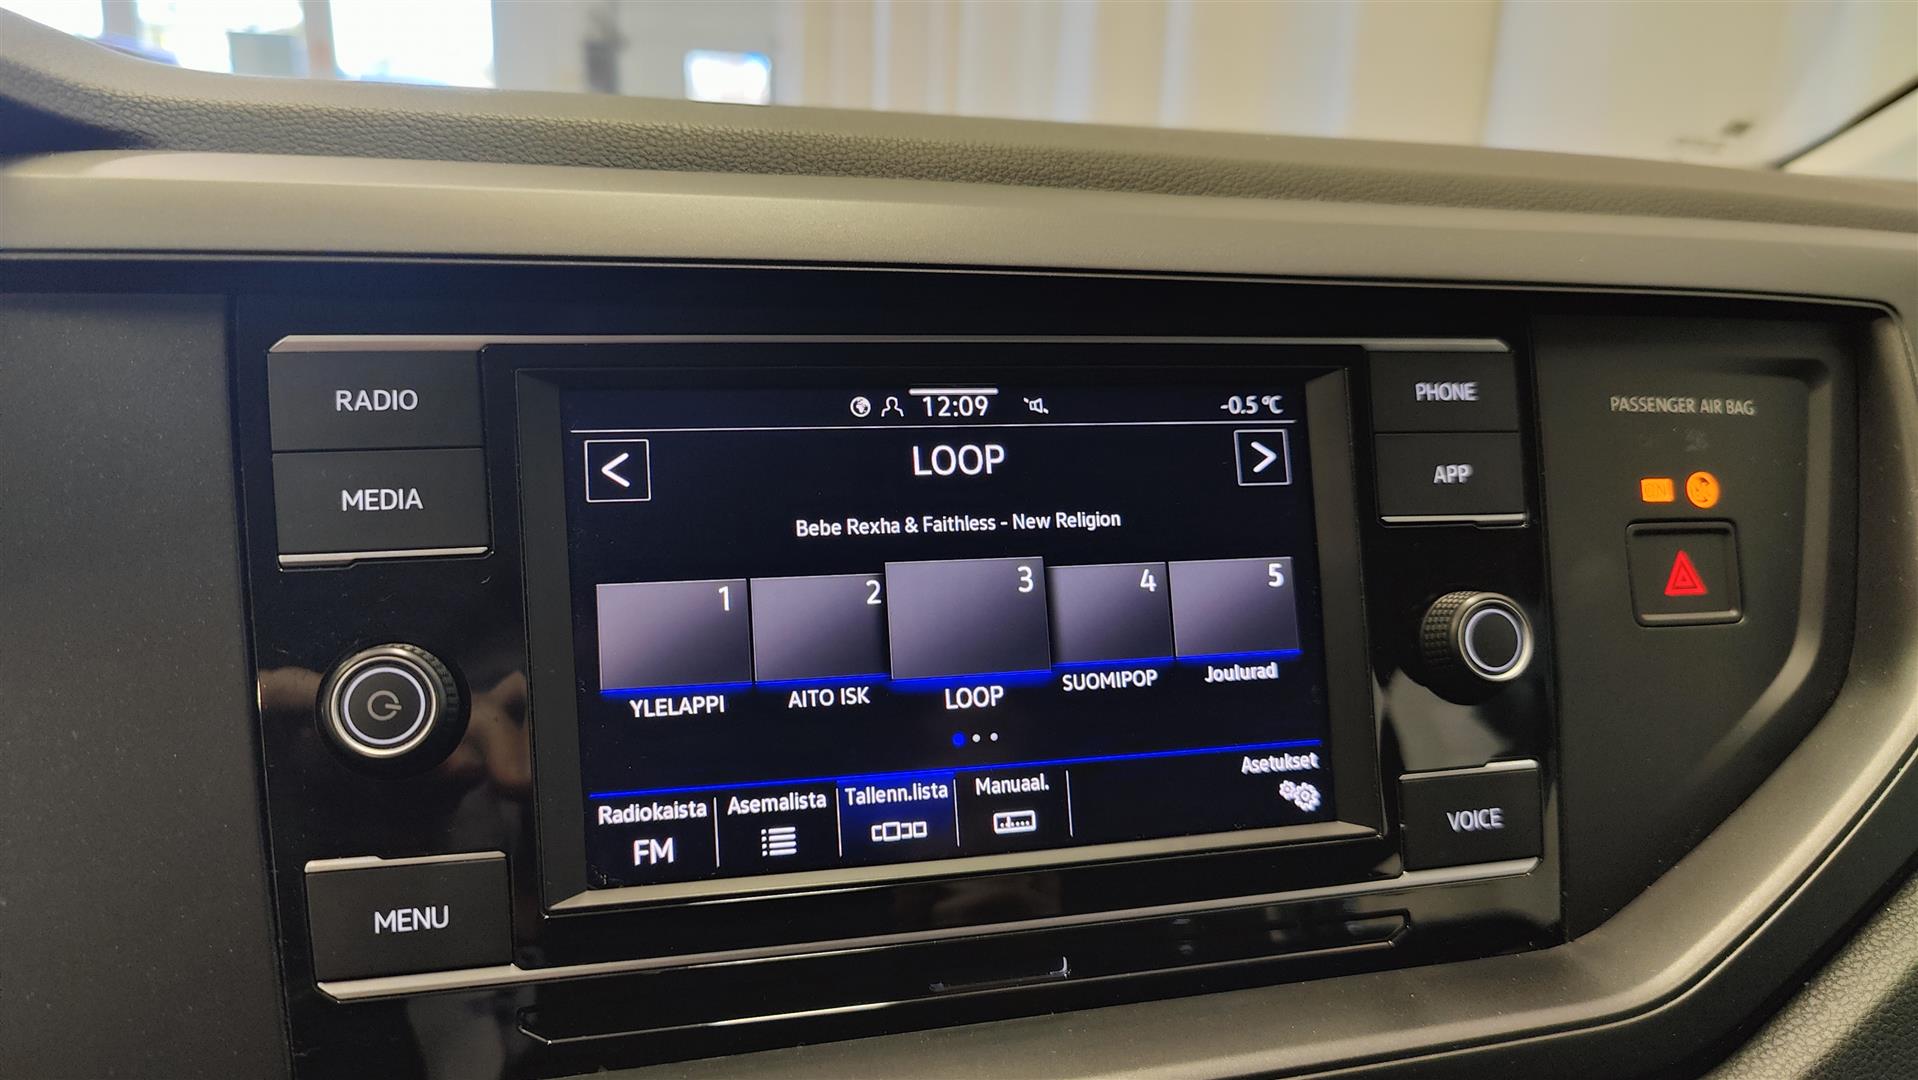 RADIO
MEDIA
MENU
12:09
-0.5 °C
<
LOOP
>
Bebe Rexha & Faithless - New Religion
1
2
3
4
5
YLELAPPI
AITO ISK
LOOP
SUOMIPOP
Joulurad
Radiokaista
FM
Asemalista
Tallenn.lista
Manuaal.
Asetukset
PHONE
APP
VOICE
PASSENGER AIR BAG
ON